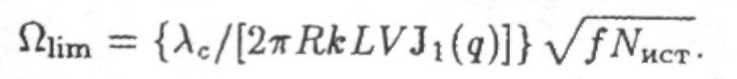 Ω_lim = {λ_c/[2πRkLVJ₁(q)]} √(fN_ист).